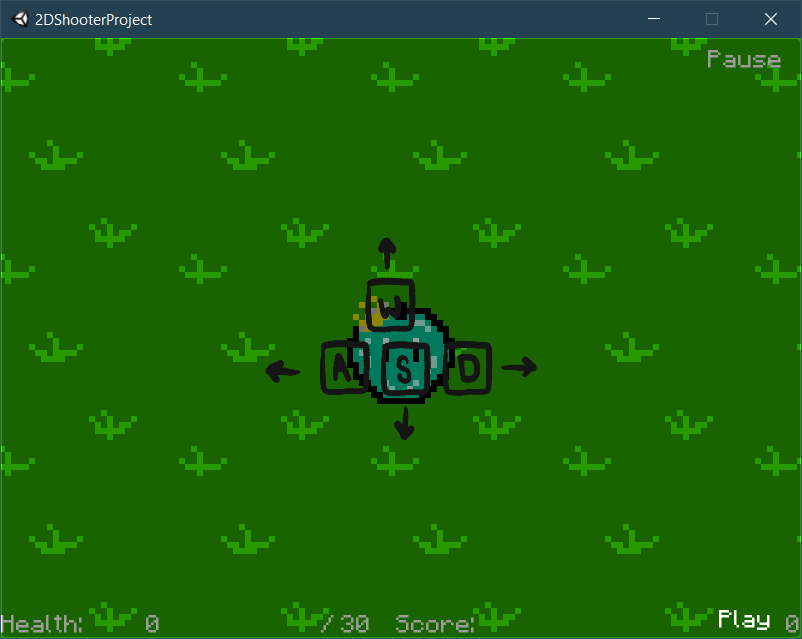 2DShooterProject
Pause
W
A S D
Health: 0 / 30 Score: 0
Play